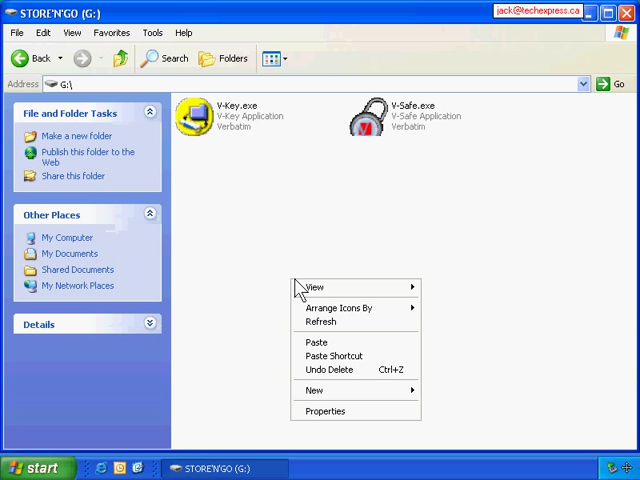 STORE'N'GO (G:)
jack@techexpress.ca
File Edit View Favorites Tools Help
Back Search Folders
Address G:\ Go
File and Folder Tasks
Make a new folder
Publish this folder to the
Web
Share this folder
Other Places
My Computer
My Documents
Shared Documents
My Network Places
Details
V-Key.exe
V-Key Application
Verbatim
V-Safe.exe
V-Safe Application
Verbatim
View
Arrange Icons By
Refresh
Paste
Paste Shortcut
Undo Delete Ctrl+Z
New
Properties
start STORE'N'GO (G:)